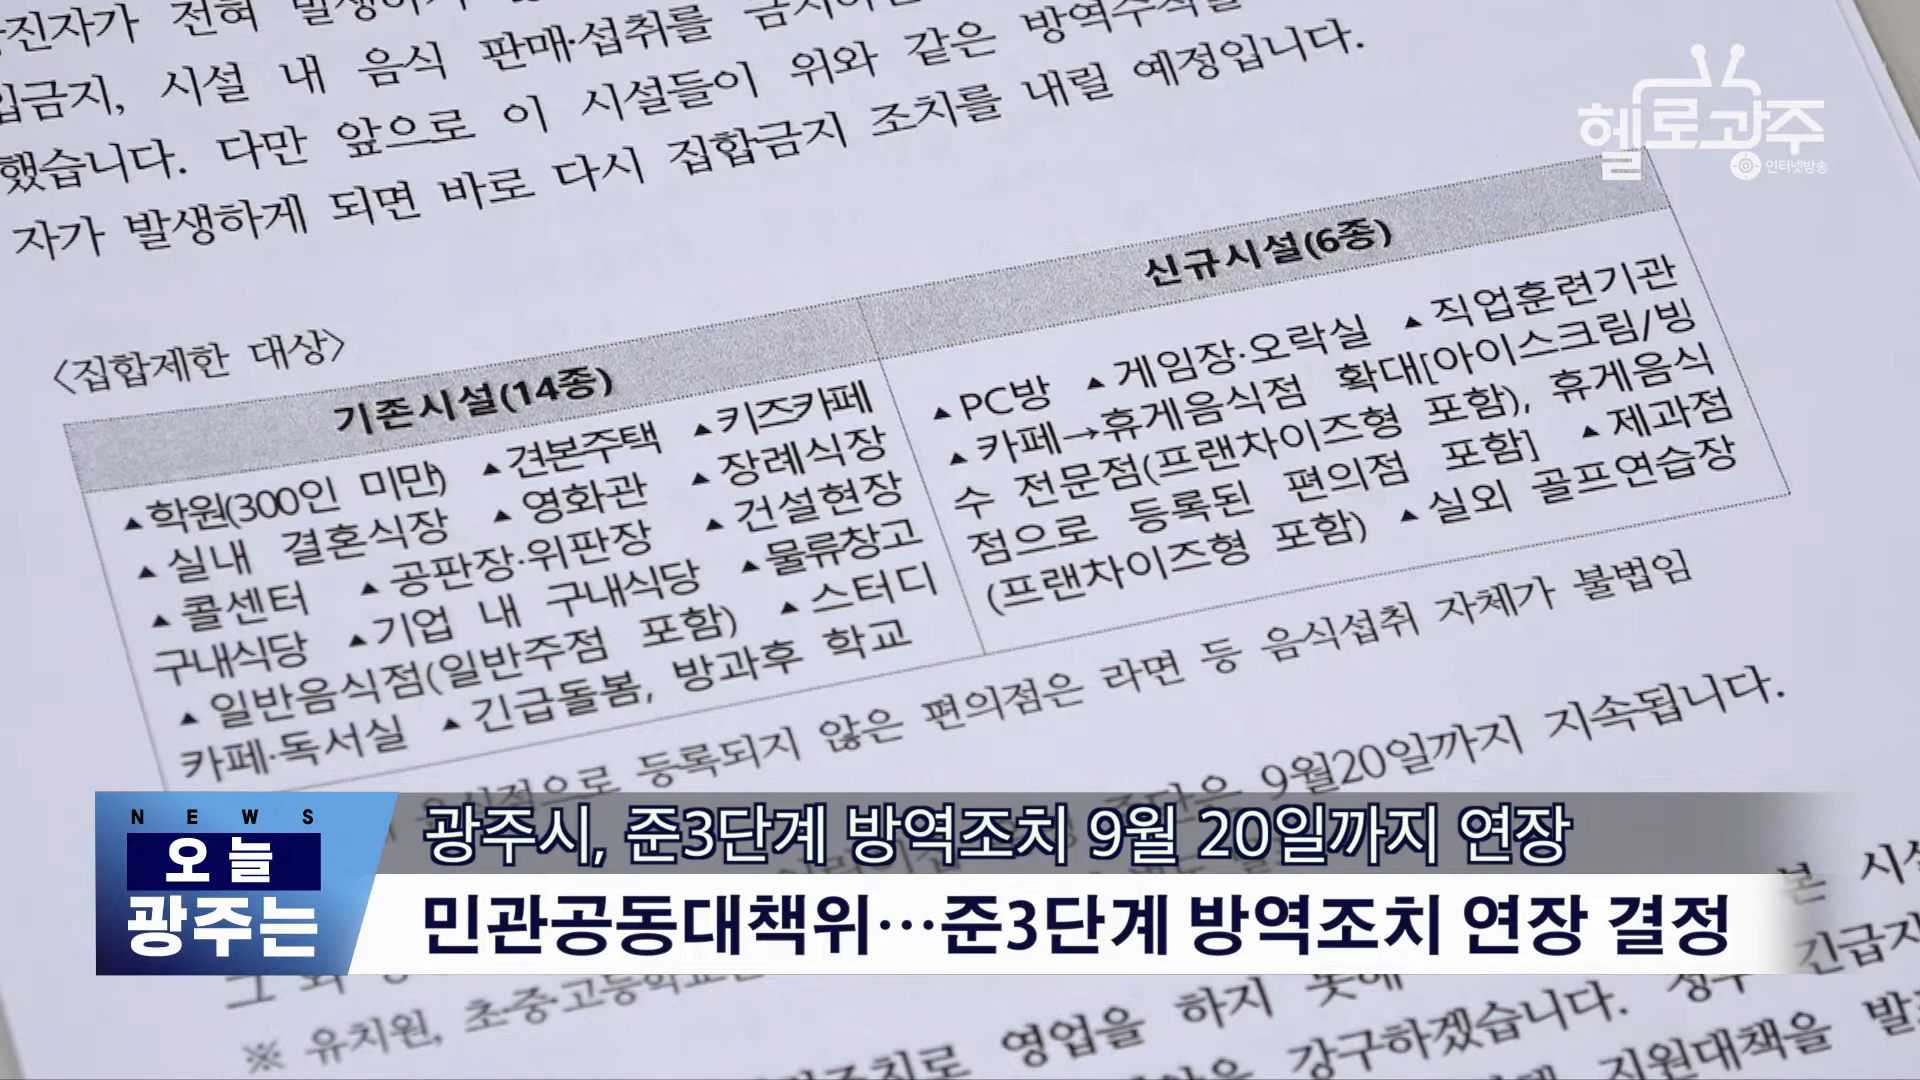 입금지, 시설 내 음식 판매·섭취를
했습니다. 다만 앞으로 이 시설들이 위와 같은 방역수칙을
자가 발생하게 되면 바로 다시 집합금지 조치를 내릴 예정입니다.
헬로광주
인터넷방송
<집합제한 대상>
기존시설(14종)
▲학원(300인 미만) ▲견본주택 ▲키즈카페
▲실내 결혼식장 ▲영화관 ▲장례식장
▲콜센터 ▲공판장·위판장 ▲건설현장
구내식당 ▲기업 내 구내식당 ▲물류창고
▲일반음식점(일반주점 포함) ▲스터디
카페·독서실 ▲긴급돌봄, 방과후 학교
신규시설(6종)
▲PC방 ▲게임장·오락실 ▲직업훈련기관
▲카페→휴게음식점 확대[아이스크림/빙
수 전문점(프랜차이즈형 포함), 휴게음식
점으로 등록된 편의점 포함] ▲제과점
(프랜차이즈형 포함) ▲실외 골프연습장
등록되지 않은 편의점은 라면 등 음식섭취 자체가 불법임
9월20일까지 지속됩니다.
NEWS
오늘
광주는
광주시, 준3단계 방역조치 9월 20일까지 연장
민관공동대책위…준3단계 방역조치 연장 결정
※ 유치원, 초·중·고등학교
영업을 하지 못해
강구하겠습니다. 정부
지원대책을